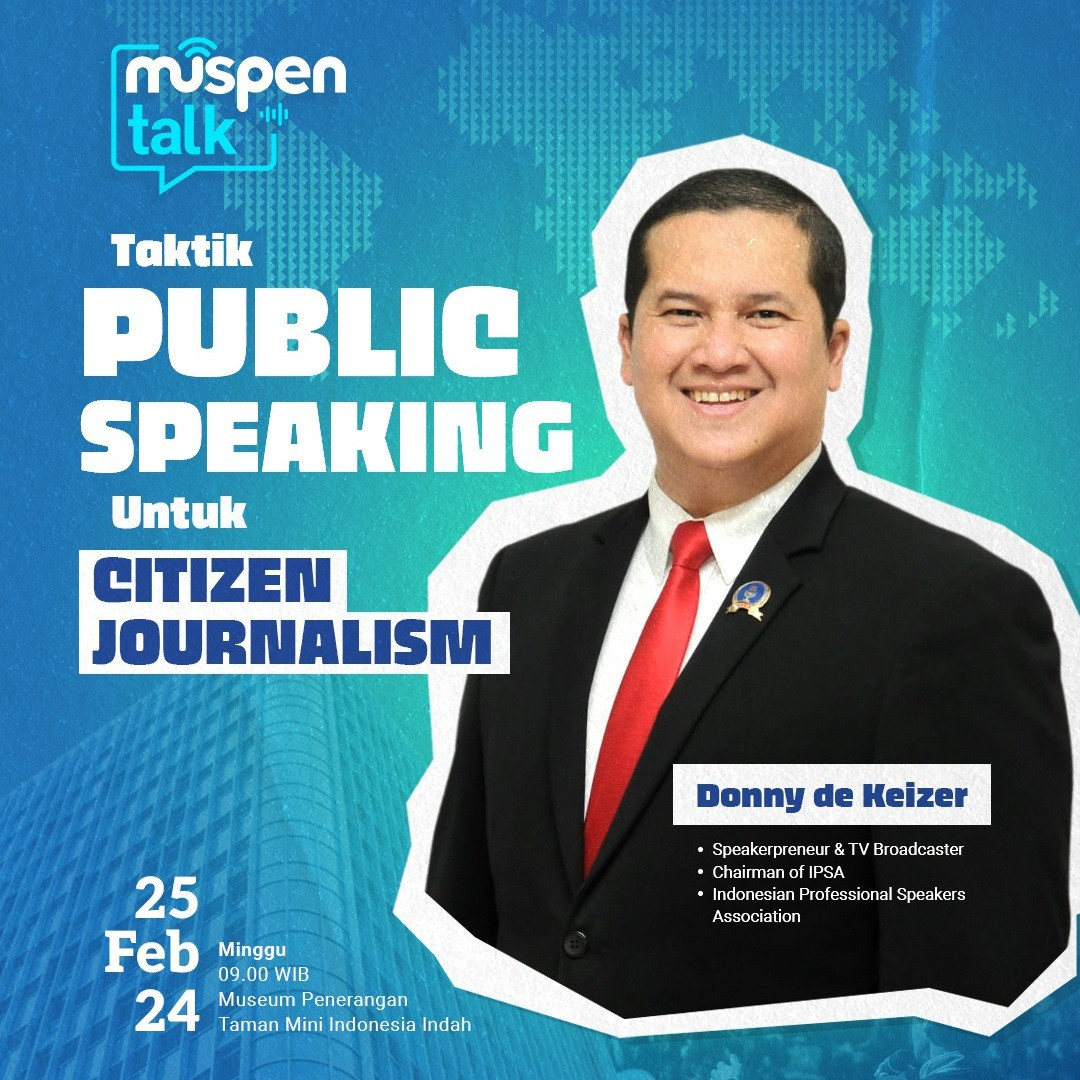 muspen
talk
Taktik
PUBLIC
SPEAKING
Untuk
CITIZEN
JOURNALISM
Donny de Keizer
• Speakerpreneur & TV Broadcaster
• Chairman of IPSA
• Indonesian Professional Speakers
Association
25
Feb
24
Minggu
09.00 WIB
Museum Penerangan
Taman Mini Indonesia Indah